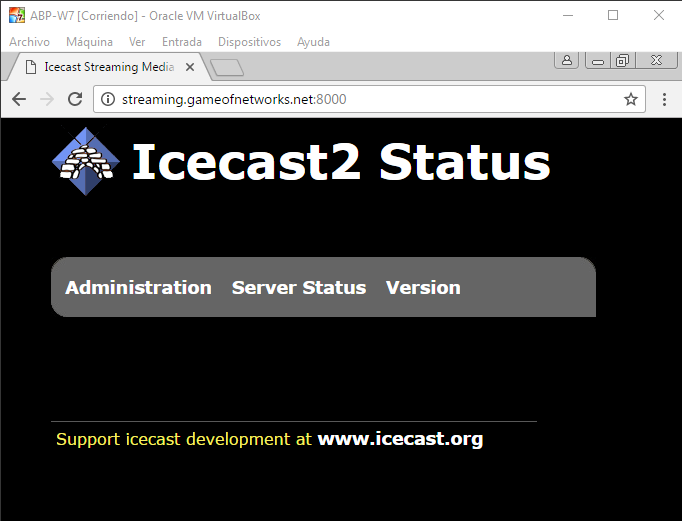 ABP-W7 [Corriendo] - Oracle VM VirtualBox
Archivo Máquina Ver Entrada Dispositivos Ayuda
Icecast Streaming Media
streaming.gameofnetworks.net:8000
Icecast2 Status
Administration Server Status Version
Support icecast development at www.icecast.org